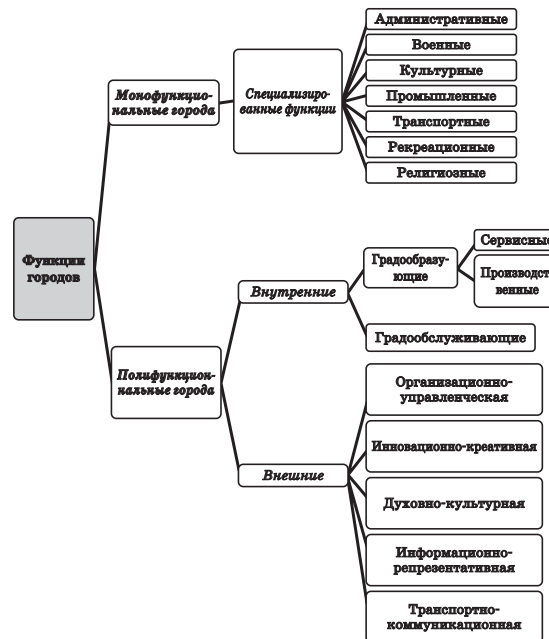 Функции
городов
Монофункцио-
нальные города
Специализиро-
ванные функции
Административные
Военные
Культурные
Промышленные
Транспортные
Рекреационные
Религиозные
Полифункцион-
нальные города
Внутренние
Градообразу-
ющие
Сервисные
Производст-
венные
Градообслуживающие
Внешние
Организационно-
управленческая
Инновационно-креативная
Духовно-культурная
Информационно-
репрезентативная
Транспортно-
коммуникационная